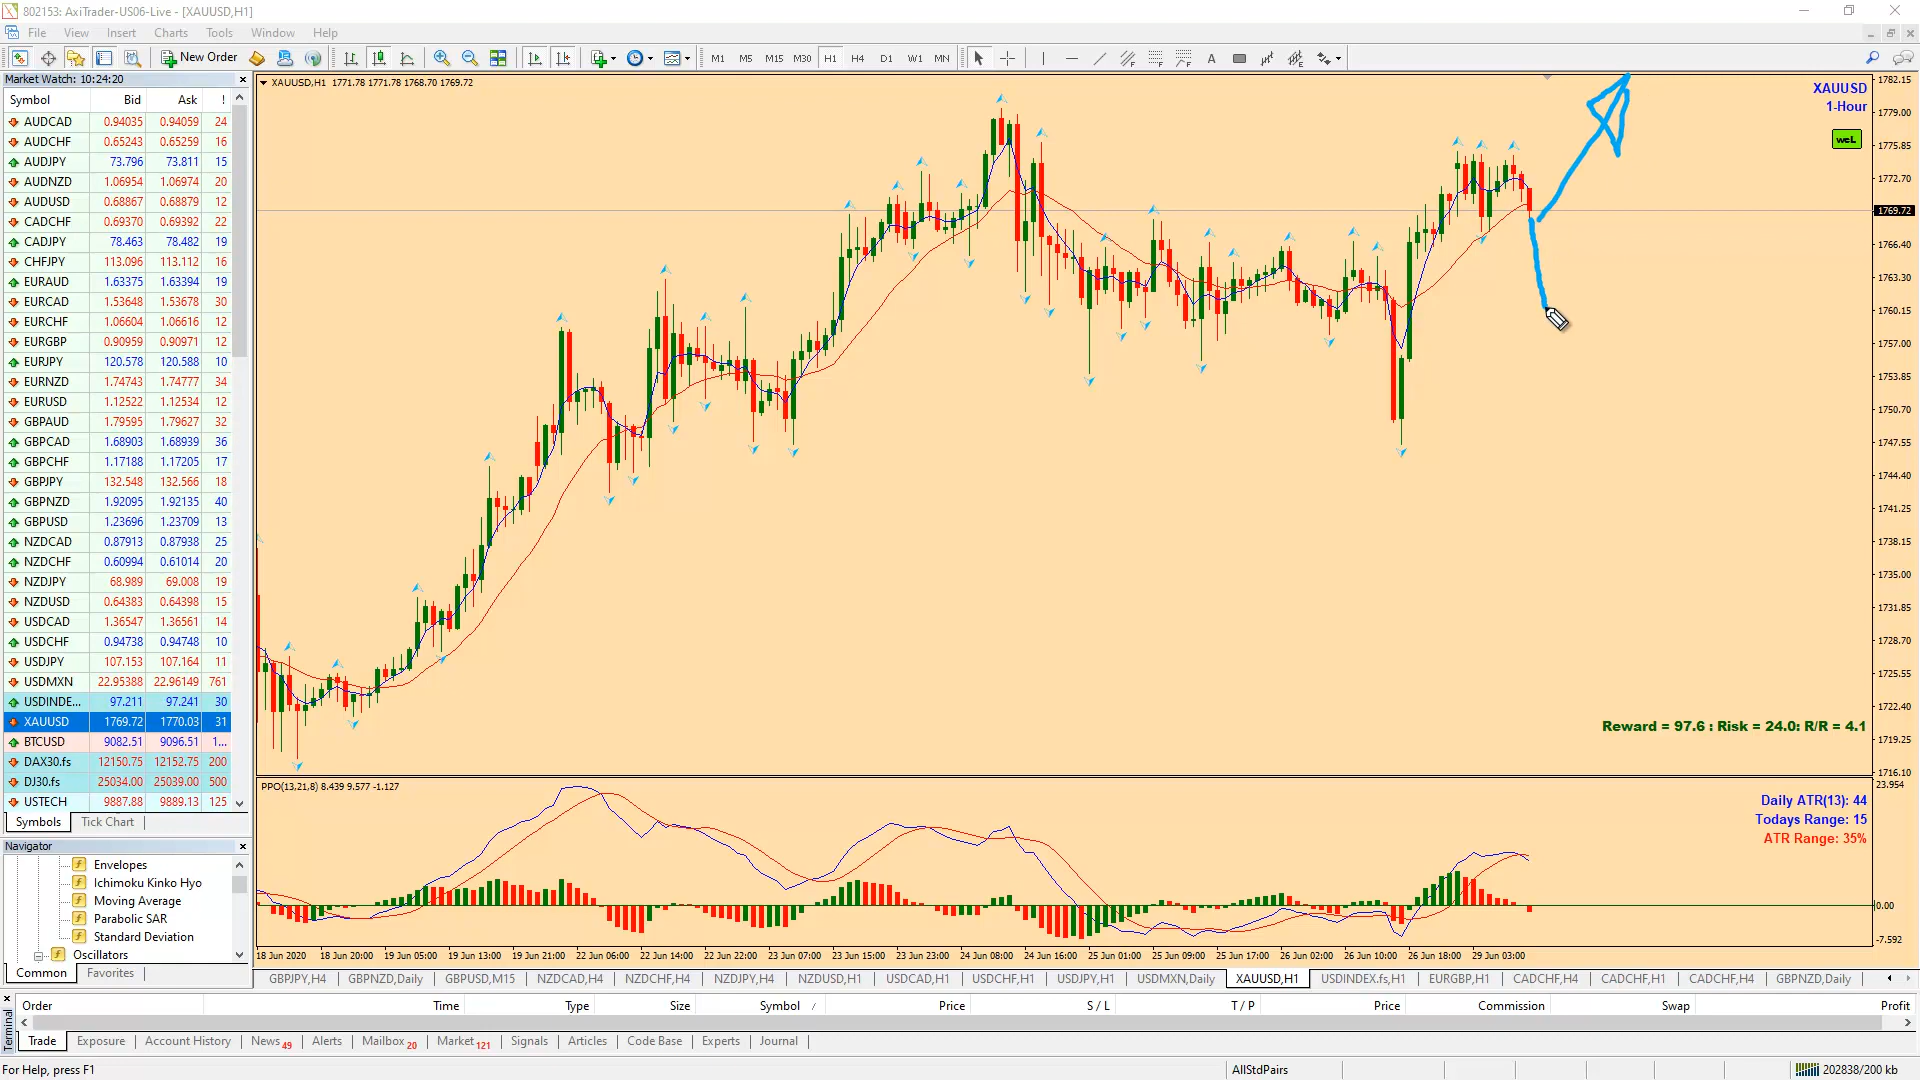 802153: AxiTrader-US06-Live - [XAUUSD,H1]
File View Insert Charts Tools Window Help
New Order M1 M5 M15 M30 H1 H4 D1 W1 MN A
Market Watch: 10:24:20
Symbol Bid Ask !
AUDCAD 0.94035 0.94059 24
AUDCHF 0.65243 0.65259 16
AUDJPY 73.796 73.811 15
AUDNZD 1.06954 1.06974 20
AUDUSD 0.68867 0.68879 12
CADCHF 0.69370 0.69392 22
CADJPY 78.463 78.482 19
CHFJPY 113.096 113.112 16
EURAUD 1.63375 1.63394 19
EURCAD 1.53648 1.53678 30
EURCHF 1.06604 1.06616 12
EURGBP 0.90959 0.90971 12
EURJPY 120.578 120.588 10
EURNZD 1.74743 1.74777 34
EURUSD 1.12522 1.12534 12
GBPAUD 1.79595 1.79627 32
GBPCAD 1.68903 1.68939 36
GBPCHF 1.17188 1.17205 17
GBPJPY 132.548 132.566 18
GBPNZD 1.92095 1.92135 40
GBPUSD 1.23696 1.23709 13
NZDCAD 0.87913 0.87938 25
NZDCHF 0.60994 0.61014 20
NZDJPY 68.989 69.008 19
NZDUSD 0.64383 0.64398 15
USDCAD 1.36547 1.36561 14
USDCHF 0.94738 0.94748 10
USDJPY 107.153 107.164 11
USDMXN 22.95388 22.96149 761
USDINDE... 97.211 97.241 30
XAUUSD 1769.72 1770.03 31
BTCUSD 9082.51 9096.51 1...
DAX30.fs 12150.75 12152.75 200
DJ30.fs 25034.00 25039.00 500
USTECH 9887.88 9889.13 125
Symbols Tick Chart
Navigator
Envelopes
Ichimoku Kinko Hyo
Moving Average
Parabolic SAR
Standard Deviation
Oscillators
Common Favorites
XAUUSD,H1 1771.78 1771.78 1768.70 1769.72
XAUUSD
1-Hour
weL
1782.15
1779.00
1775.85
1772.70
1769.72
1766.40
1763.30
1760.15
1757.00
1753.85
1750.70
1747.55
1744.40
1741.25
1738.15
1735.00
1731.85
1728.70
1725.55
1722.40
1719.25
1716.10
Reward = 97.6 : Risk = 24.0: R/R = 4.1
PPO(13,21,8) 8.439 9.577 -1.127
23.954
Daily ATR(13): 44
Todays Range: 15
ATR Range: 35%
0.00
-7.592
18 Jun 2020 18 Jun 20:00 19 Jun 05:00 19 Jun 13:00 19 Jun 21:00 22 Jun 06:00 22 Jun 14:00 22 Jun 22:00 23 Jun 07:00 23 Jun 15:00 23 Jun 23:00 24 Jun 08:00 24 Jun 16:00 25 Jun 01:00 25 Jun 09:00 25 Jun 17:00 26 Jun 02:00 26 Jun 10:00 26 Jun 18:00 29 Jun 03:00
GBPJPY,H4 GBPNZD,Daily GBPUSD,M15 NZDCAD,H4 NZDCHF,H4 NZDJPY,H4 NZDUSD,H1 USDCAD,H1 USDCHF,H1 USDJPY,H1 USDMXN,Daily XAUUSD,H1 USDINDEX.fs,H1 EURGBP,H1 CADCHF,H4 CADCHF,H1 CADCHF,H4 GBPNZD,Daily
Order Time Type Size Symbol / Price S / L T / P Price Commission Swap Profit
Terminal
Trade Exposure Account History News 49 Alerts Mailbox 20 Market 121 Signals Articles Code Base Experts Journal
For Help, press F1 AllStdPairs 202838/200 kb